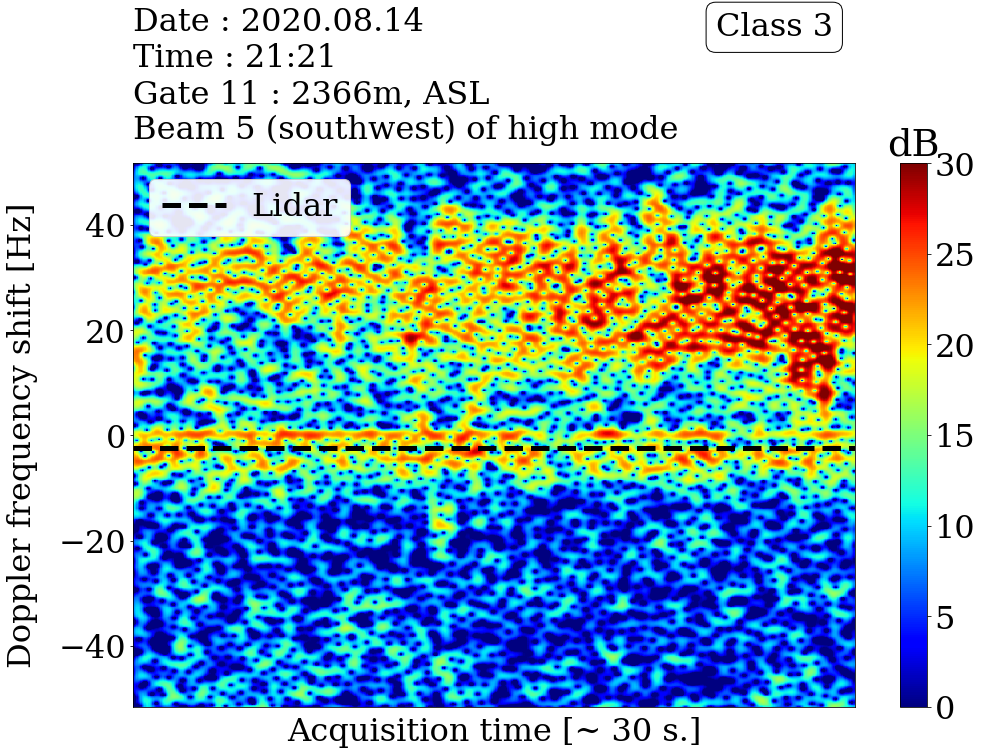 Date : 2020.08.14
Time : 21:21
Gate 11 : 2366m, ASL
Beam 5 (southwest) of high mode
Class 3
dB
Lidar
Doppler frequency shift [Hz]
40
20
0
−20
−40
30
25
20
15
10
5
0
Acquisition time [~ 30 s.]